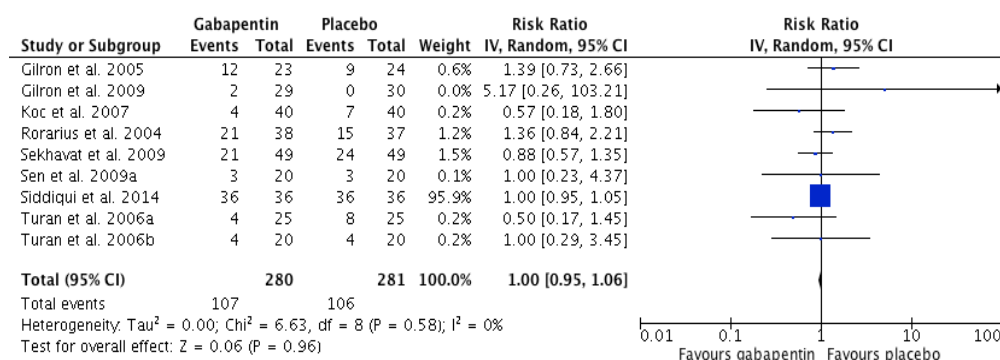 Gabapentin Placebo Risk Ratio Risk Ratio
Study or Subgroup Events Total Events Total Weight IV, Random, 95% CI IV, Random, 95% CI
Gilron et al. 2005 12 23 9 24 0.6% 1.39 [0.73, 2.66]
Gilron et al. 2009 2 29 0 30 0.0% 5.17 [0.26, 103.21]
Koc et al. 2007 4 40 7 40 0.2% 0.57 [0.18, 1.80]
Rorarius et al. 2004 21 38 15 37 1.2% 1.36 [0.84, 2.21]
Sekhavat et al. 2009 21 49 24 49 1.5% 0.88 [0.57, 1.35]
Sen et al. 2009a 3 20 3 20 0.1% 1.00 [0.23, 4.37]
Siddiqui et al. 2014 36 36 36 36 95.9% 1.00 [0.95, 1.05]
Turan et al. 2006a 4 25 8 25 0.2% 0.50 [0.17, 1.45]
Turan et al. 2006b 4 20 4 20 0.2% 1.00 [0.29, 3.45]
Total (95% CI) 280 281 100.0% 1.00 [0.95, 1.06]
Total events 107 106
Heterogeneity: Tau² = 0.00; Chi² = 6.63, df = 8 (P = 0.58); I² = 0%
Test for overall effect: Z = 0.06 (P = 0.96)
0.01 0.1 1 10 100
Favours gabapentin Favours placebo